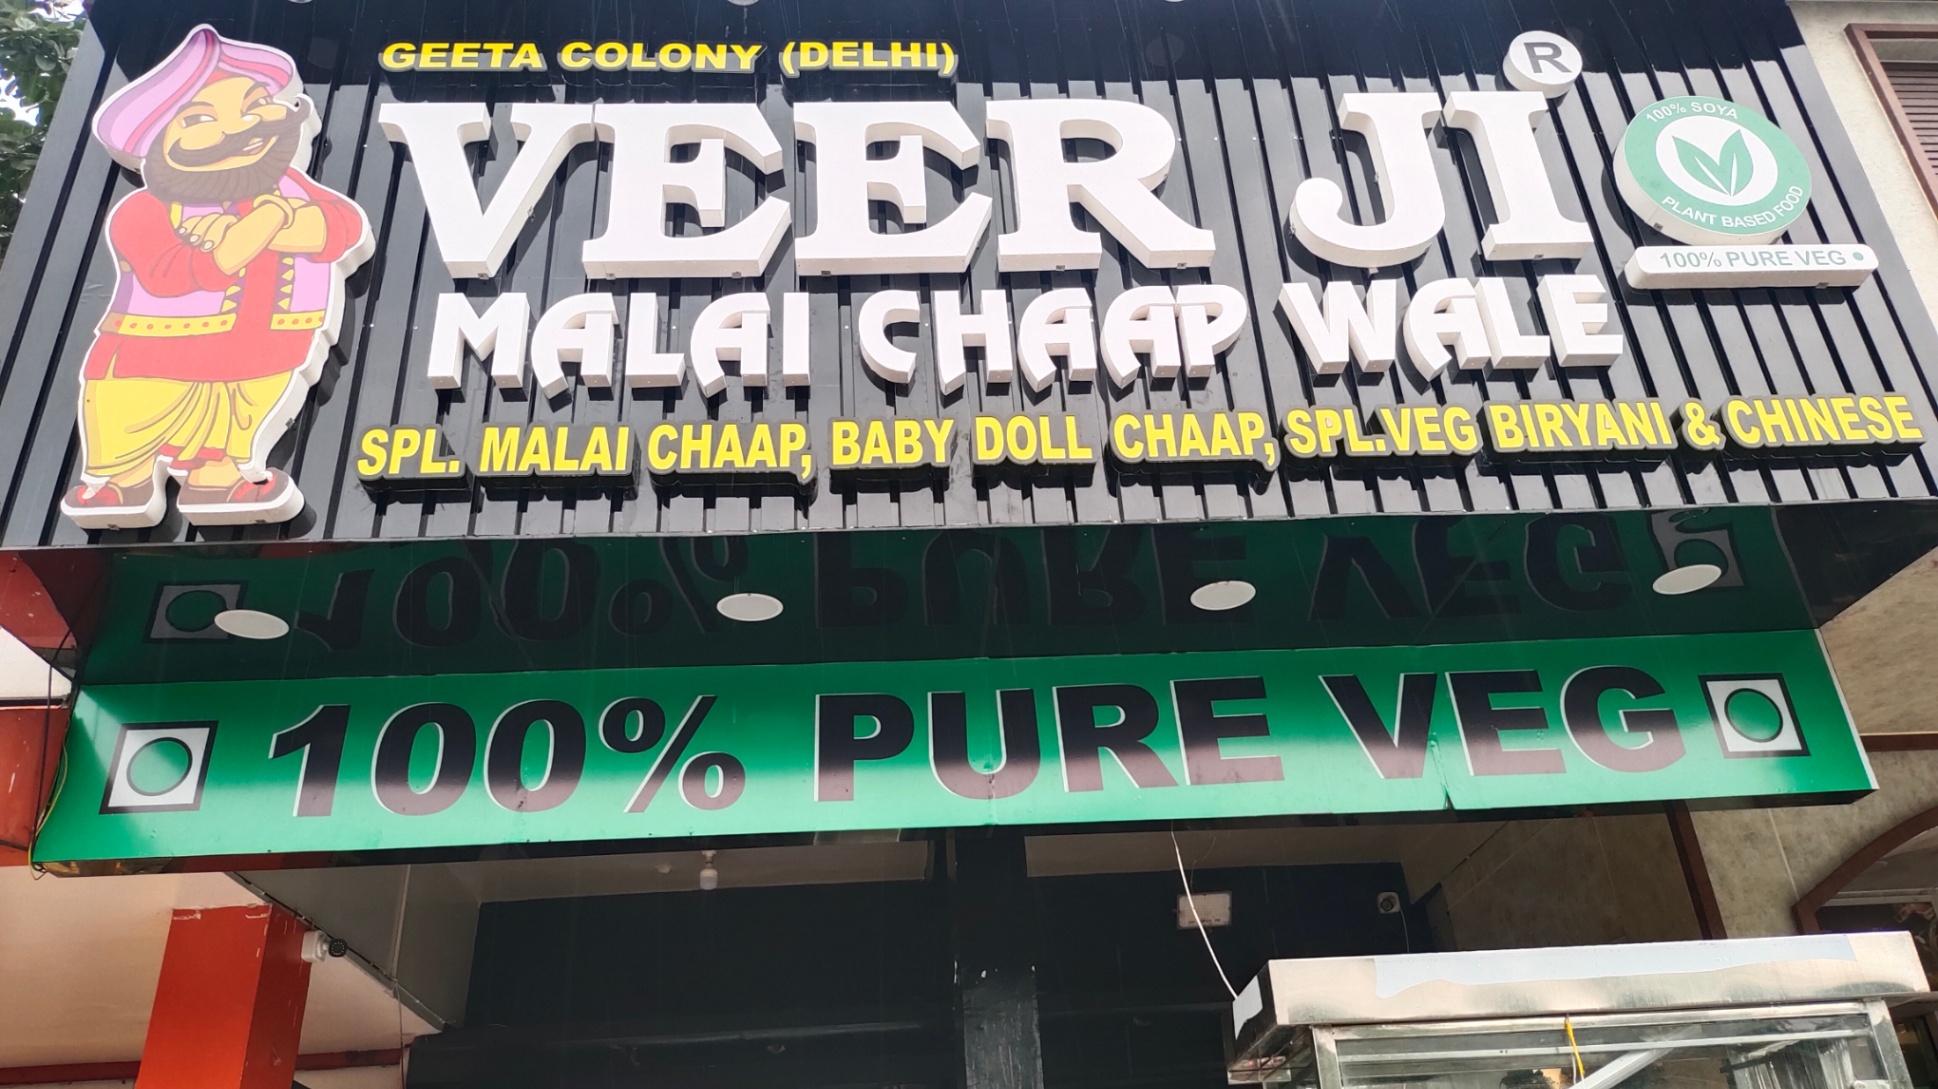 GEETA COLONY (DELHI)
VEER JI ®
MALAI CHAAP WALE
100% SOYA
PLANT BASED FOOD
100% PURE VEG
SPL. MALAI CHAAP, BABY DOLL CHAAP, SPL.VEG BIRYANI & CHINESE
100% PURE VEG